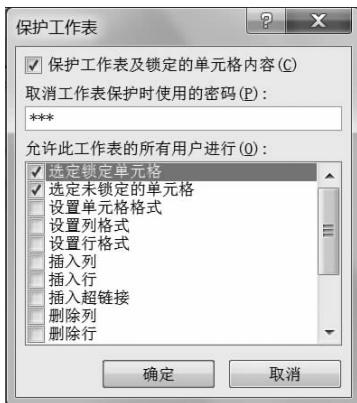 保护工作表
保护工作表及锁定的单元格内容(C)
取消工作表保护时使用的密码(P):
***
允许此工作表的所有用户进行(O):
选定锁定单元格
选定未锁定的单元格
设置单元格格式
设置列格式
设置行格式
插入列
插入行
插入超链接
删除列
删除行
确定 取消